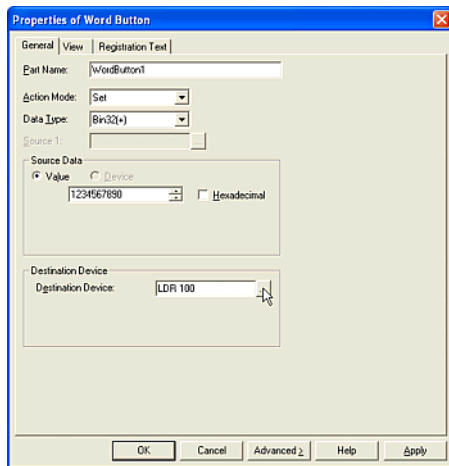 Properties of Word Button
General View Registration Text
Part Name: WordButton1
Action Mode: Set
Data Type: Bin32(+)
Source 1: ...
Source Data
Value Device
1234567890 Hexadecimal
Destination Device
Destination Device: LDR 100 ...
OK Cancel Advanced > Help Apply